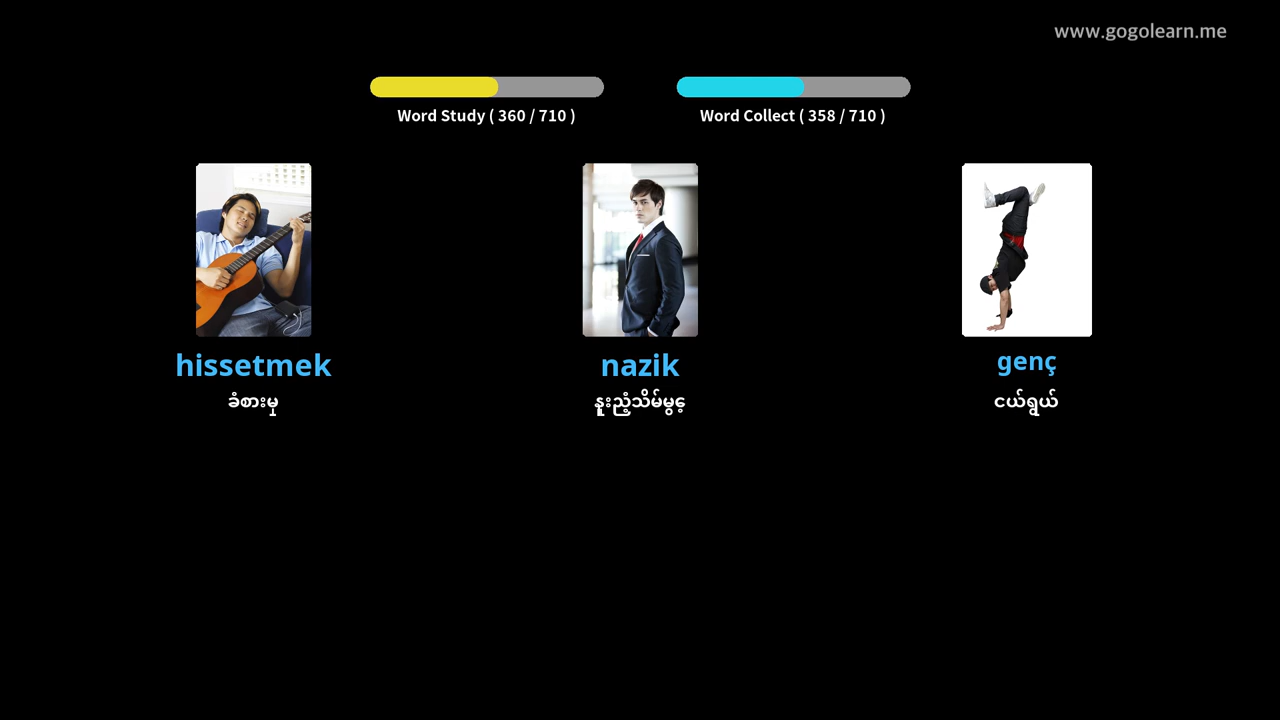 www.gogolearn.me
Word Study ( 360 / 710 )
Word Collect ( 358 / 710 )
hissetmek
nazik
genç
ခံစားမှု
နူးညံ့သိမ်မွေ့
ငယ်ရွယ်